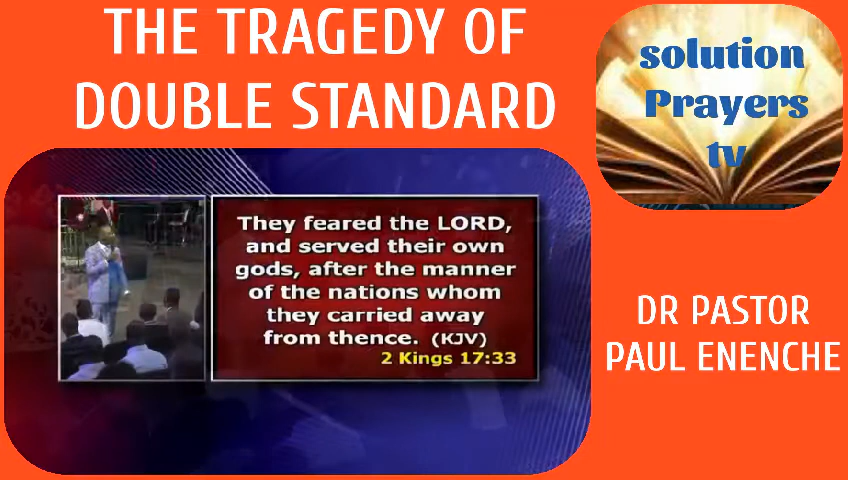 THE TRAGEDY OF
DOUBLE STANDARD
solution
Prayers
tv
They feared the LORD,
and served their own
gods, after the manner
of the nations whom
they carried away
from thence. (KJV)
2 Kings 17:33
DR PASTOR
PAUL ENENCHE